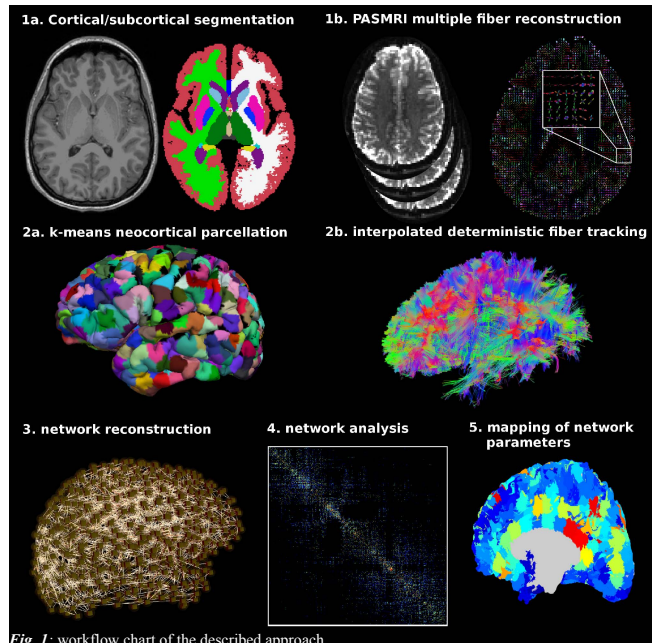 1a. Cortical/subcortical segmentation
1b. PASMRI multiple fiber reconstruction
2a. k-means neocortical parcellation
2b. interpolated deterministic fiber tracking
3. network reconstruction
4. network analysis
5. mapping of network
parameters
Fig. 1: workflow chart of the described approach